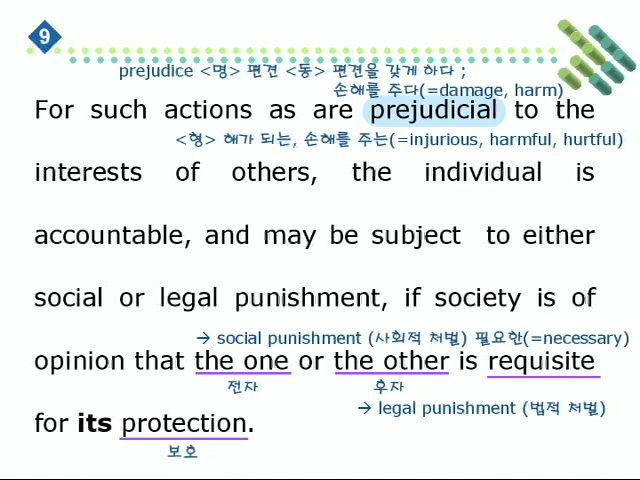 9
prejudice <명> 편견 <동> 편견을 갖게 하다 ;
손해를 주다(=damage, harm)
For such actions as are prejudicial to the
<형> 해가 되는, 손해를 주는(=injurious, harmful, hurtful)
interests of others, the individual is
accountable, and may be subject to either
social or legal punishment, if society is of
→ social punishment (사회적 처벌) 필요한(=necessary)
opinion that the one or the other is requisite
전자 후자
→ legal punishment (법적 처벌)
for its protection.
보호